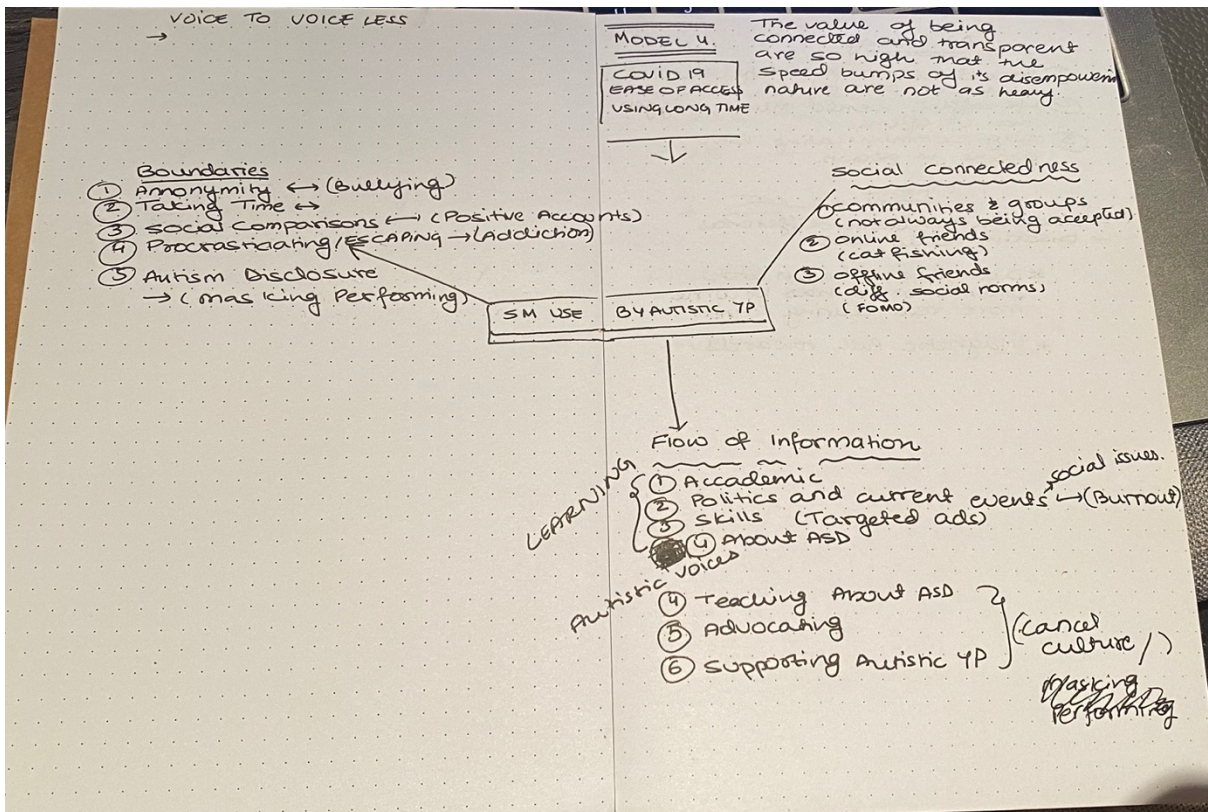 VOICE TO VOICE LESS
→
MODEL 4.
The value of being
connected and transparent
are so high that the
speed bumps of its disempowering
nature are not as heavy.
COVID 19
EASE OF ACCESS
USING LONG TIME
Boundaries
① Annonymity ↔ (Bullying)
② Taking Time ↔
③ Social Comparisons ↔ (Positive Accounts)
④ Procrasticating/ESCAPING → (Addiction)
⑤ Autism Disclosure
→ (Masking Performing)
Social Connectedness
① communities & groups
(not always being accepted)
② online friends
(cat fishing)
③ offline friends
(diff. social norms)
(FOMO)
SM USE BY AUTISTIC YP
Flow of Information
LEARNING
① Accademic
② Politics and current events → (Burnout)
social issues.
③ Skills (Targeted ads)
④ About ASD
Autistic voices
④ Teaching About ASD
⑤ Advocating
⑥ Supporting Autistic YP
(cancel
culture /)
Masking
Performing